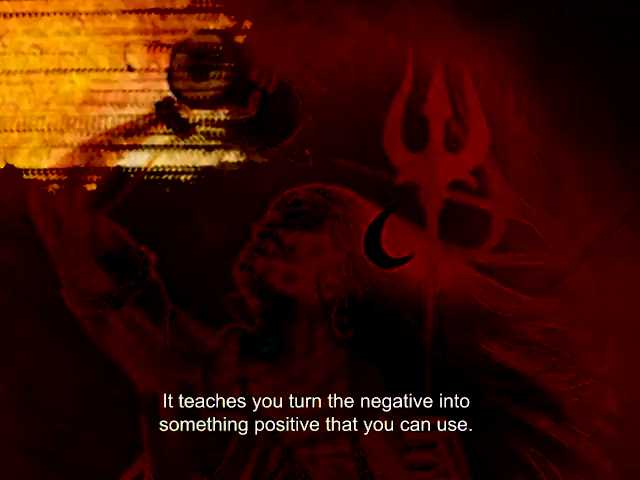 It teaches you turn the negative into
something positive that you can use.